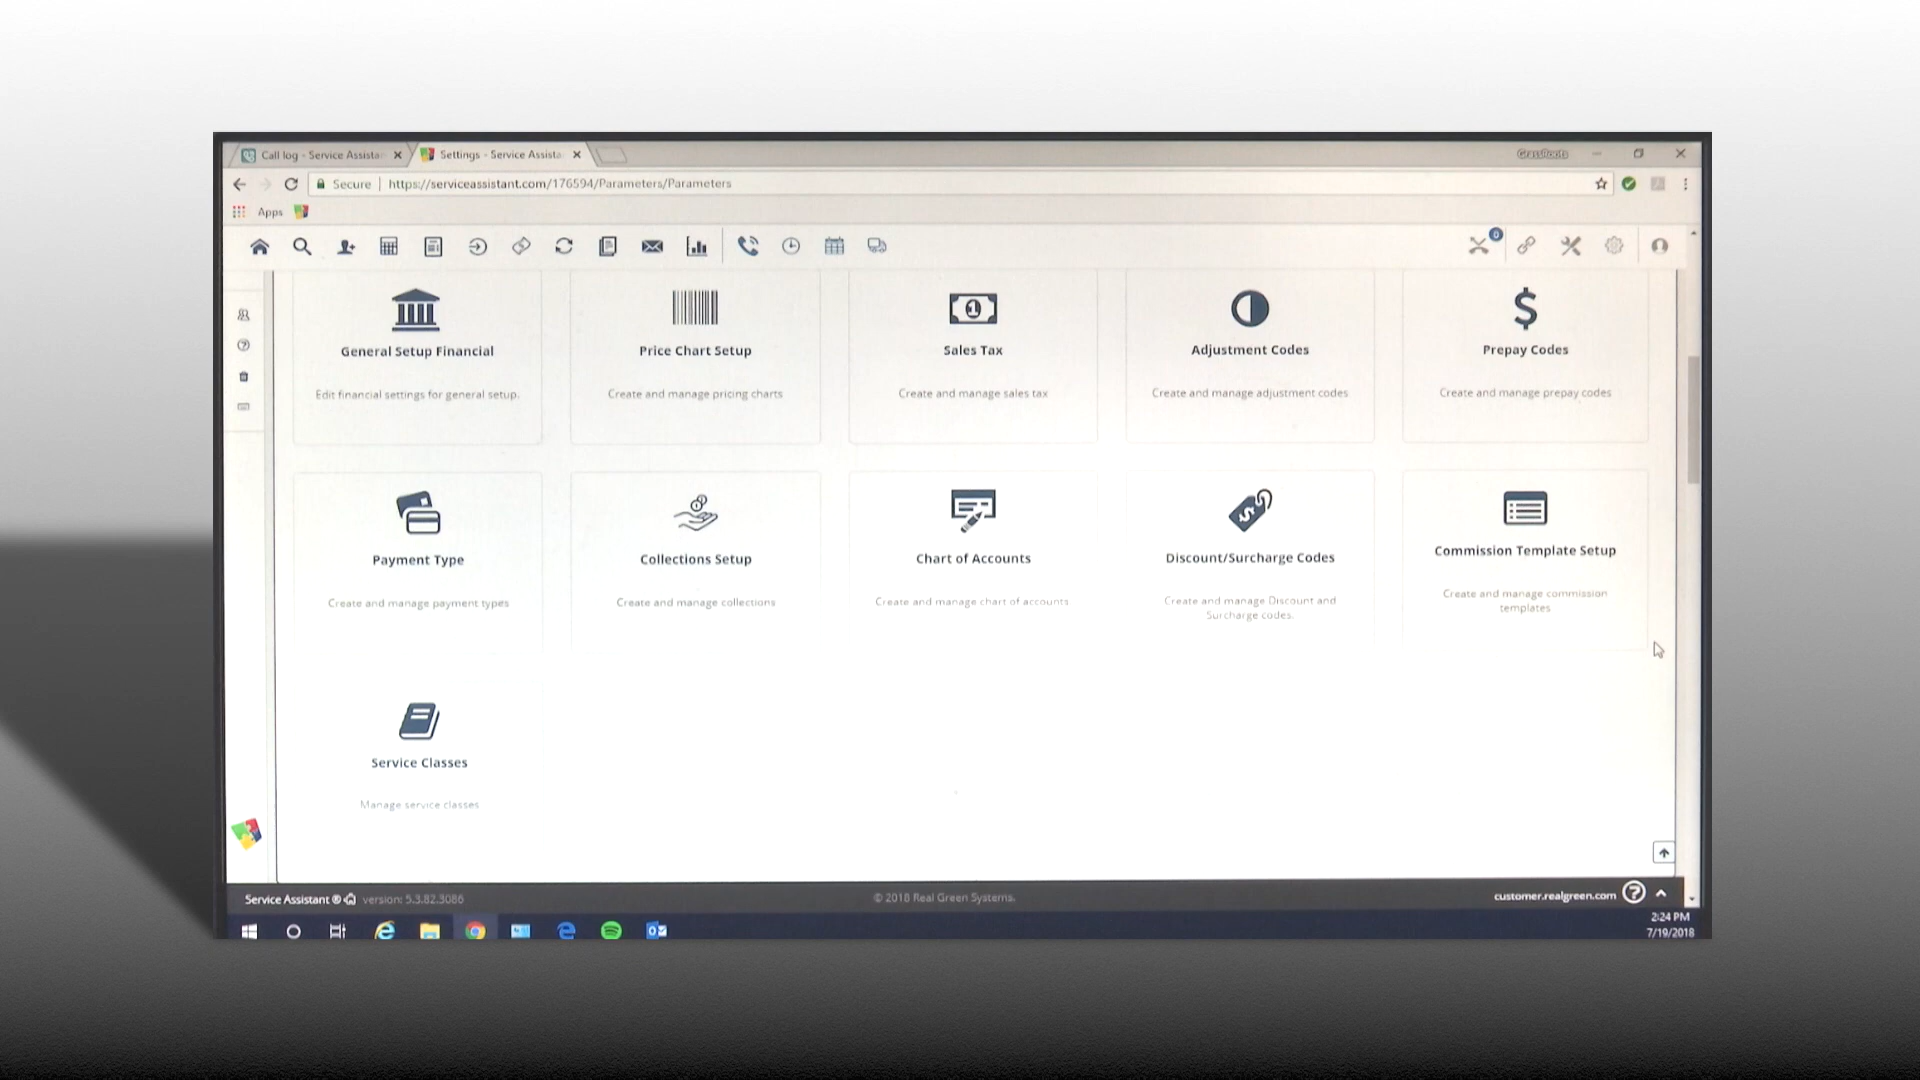 Call log - Service Assista
Settings - Service Assista
GrassRoots
Secure
https://serviceassistant.com/176594/Parameters/Parameters
Apps
0
General Setup Financial
Edit financial settings for general setup.
Price Chart Setup
Create and manage pricing charts
Sales Tax
Create and manage sales tax
Adjustment Codes
Create and manage adjustment codes
Prepay Codes
Create and manage prepay codes
Payment Type
Create and manage payment types
Collections Setup
Create and manage collections
Chart of Accounts
Create and manage chart of accounts
Discount/Surcharge Codes
Create and manage Discount and
Surcharge codes.
Commission Template Setup
Create and manage commission
templates
Service Classes
Manage service classes
Service Assistant ® version: 5.3.82.3086
© 2018 Real Green Systems.
customer.realgreen.com
2:24 PM
7/19/2018